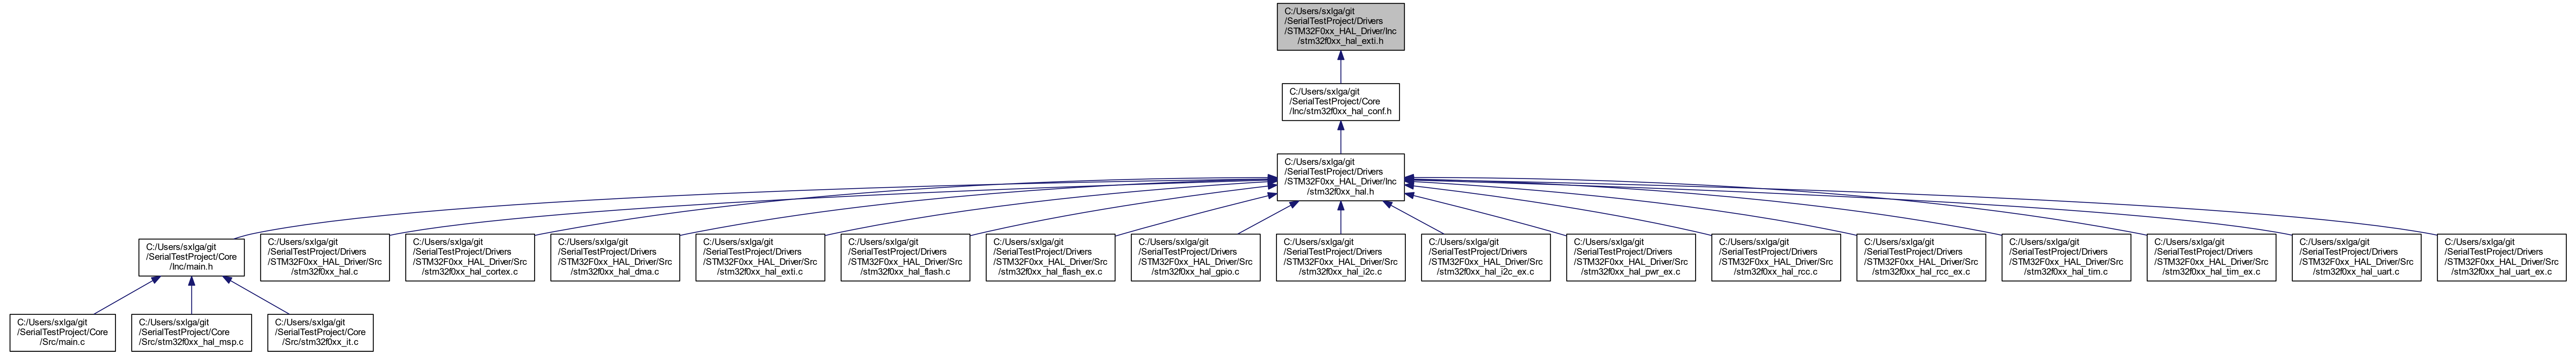 C:/Users/sxlga/git
/SerialTestProject/Drivers
/STM32F0xx_HAL_Driver/Inc
/stm32f0xx_hal_exti.h
C:/Users/sxlga/git
/SerialTestProject/Core
/Inc/stm32f0xx_hal_conf.h
C:/Users/sxlga/git
/SerialTestProject/Drivers
/STM32F0xx_HAL_Driver/Inc
/stm32f0xx_hal.h
C:/Users/sxlga/git
/SerialTestProject/Core
/Inc/main.h
C:/Users/sxlga/git
/SerialTestProject/Drivers
/STM32F0xx_HAL_Driver/Src
/stm32f0xx_hal.c
C:/Users/sxlga/git
/SerialTestProject/Drivers
/STM32F0xx_HAL_Driver/Src
/stm32f0xx_hal_cortex.c
C:/Users/sxlga/git
/SerialTestProject/Drivers
/STM32F0xx_HAL_Driver/Src
/stm32f0xx_hal_dma.c
C:/Users/sxlga/git
/SerialTestProject/Drivers
/STM32F0xx_HAL_Driver/Src
/stm32f0xx_hal_exti.c
C:/Users/sxlga/git
/SerialTestProject/Drivers
/STM32F0xx_HAL_Driver/Src
/stm32f0xx_hal_flash.c
C:/Users/sxlga/git
/SerialTestProject/Drivers
/STM32F0xx_HAL_Driver/Src
/stm32f0xx_hal_flash_ex.c
C:/Users/sxlga/git
/SerialTestProject/Drivers
/STM32F0xx_HAL_Driver/Src
/stm32f0xx_hal_gpio.c
C:/Users/sxlga/git
/SerialTestProject/Drivers
/STM32F0xx_HAL_Driver/Src
/stm32f0xx_hal_i2c.c
C:/Users/sxlga/git
/SerialTestProject/Drivers
/STM32F0xx_HAL_Driver/Src
/stm32f0xx_hal_i2c_ex.c
C:/Users/sxlga/git
/SerialTestProject/Drivers
/STM32F0xx_HAL_Driver/Src
/stm32f0xx_hal_pwr_ex.c
C:/Users/sxlga/git
/SerialTestProject/Drivers
/STM32F0xx_HAL_Driver/Src
/stm32f0xx_hal_rcc.c
C:/Users/sxlga/git
/SerialTestProject/Drivers
/STM32F0xx_HAL_Driver/Src
/stm32f0xx_hal_rcc_ex.c
C:/Users/sxlga/git
/SerialTestProject/Drivers
/STM32F0xx_HAL_Driver/Src
/stm32f0xx_hal_tim.c
C:/Users/sxlga/git
/SerialTestProject/Drivers
/STM32F0xx_HAL_Driver/Src
/stm32f0xx_hal_tim_ex.c
C:/Users/sxlga/git
/SerialTestProject/Drivers
/STM32F0xx_HAL_Driver/Src
/stm32f0xx_hal_uart.c
C:/Users/sxlga/git
/SerialTestProject/Drivers
/STM32F0xx_HAL_Driver/Src
/stm32f0xx_hal_uart_ex.c
C:/Users/sxlga/git
/SerialTestProject/Core
/Src/main.c
C:/Users/sxlga/git
/SerialTestProject/Core
/Src/stm32f0xx_hal_msp.c
C:/Users/sxlga/git
/SerialTestProject/Core
/Src/stm32f0xx_it.c